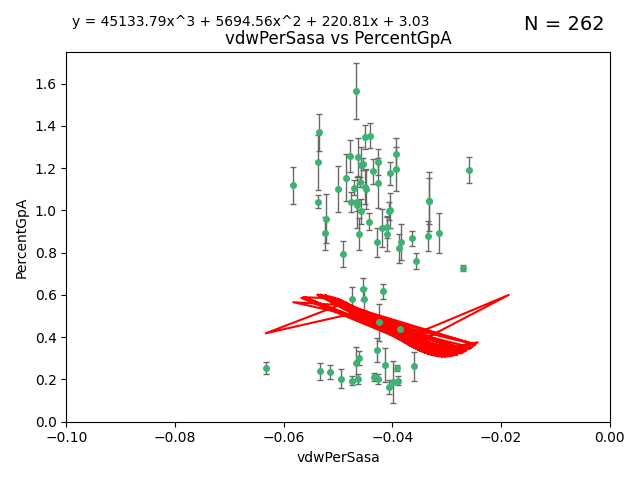 y = 45133.79x^3 + 5694.56x^2 + 220.81x + 3.03
N = 262
vdwPerSasa vs PercentGpA
PercentGpA
1.6
1.4
1.2
1.0
0.8
0.6
0.4
0.2
0.0
−0.10 −0.08 −0.06 −0.04 −0.02 0.00
vdwPerSasa